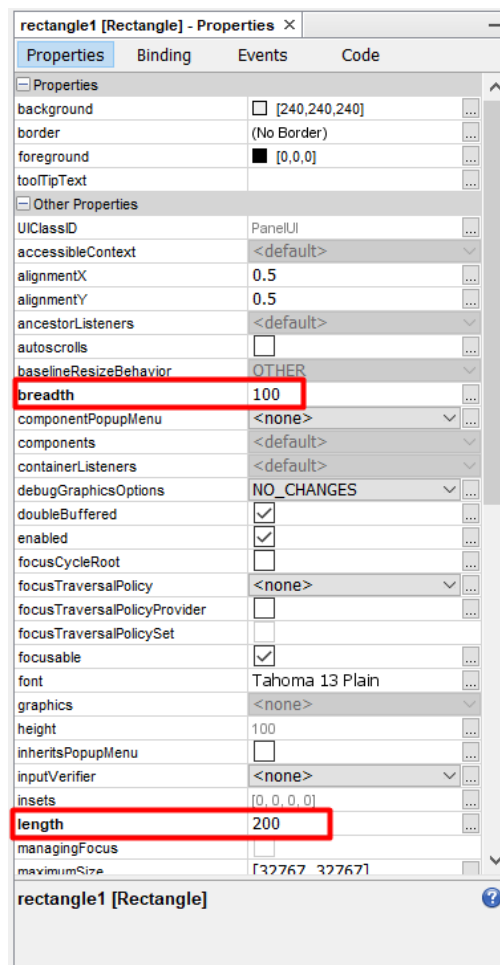 rectangle1 [Rectangle] - Properties ×
Properties Binding Events Code
Properties
background [240,240,240] ...
border (No Border) ...
foreground [0,0,0] ...
toolTipText ...
Other Properties
UIClassID PanelUI ...
accessibleContext <default>
alignmentX 0.5 ...
alignmentY 0.5 ...
ancestorListeners <default>
autoscrolls ...
baselineResizeBehavior OTHER
breadth 100 ...
componentPopupMenu <none> ...
components <default>
containerListeners <default>
debugGraphicsOptions NO_CHANGES ...
doubleBuffered ...
enabled ...
focusCycleRoot ...
focusTraversalPolicy <none> ...
focusTraversalPolicyProvider ...
focusTraversalPolicySet
focusable ...
font Tahoma 13 Plain ...
graphics <none>
height 100 ...
inheritsPopupMenu ...
inputVerifier <none> ...
insets [0, 0, 0, 0] ...
length 200 ...
managingFocus
maximumSize [32767, 32767]
rectangle1 [Rectangle] ?